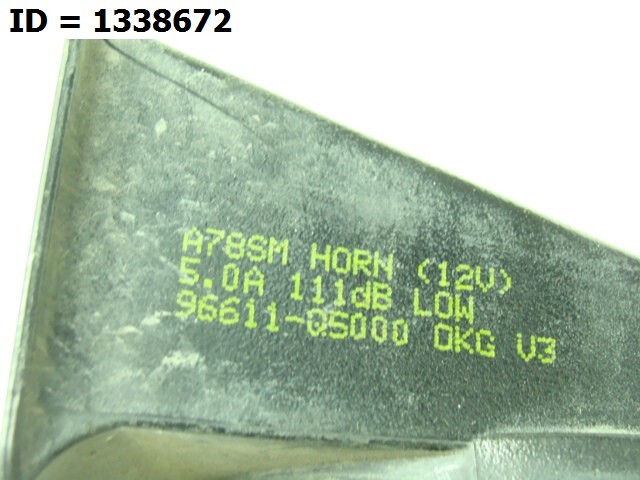 ID = 1338672
A78SM HORN (12V)
5.0A 111dB LOW
96611-Q5000 OKG V3